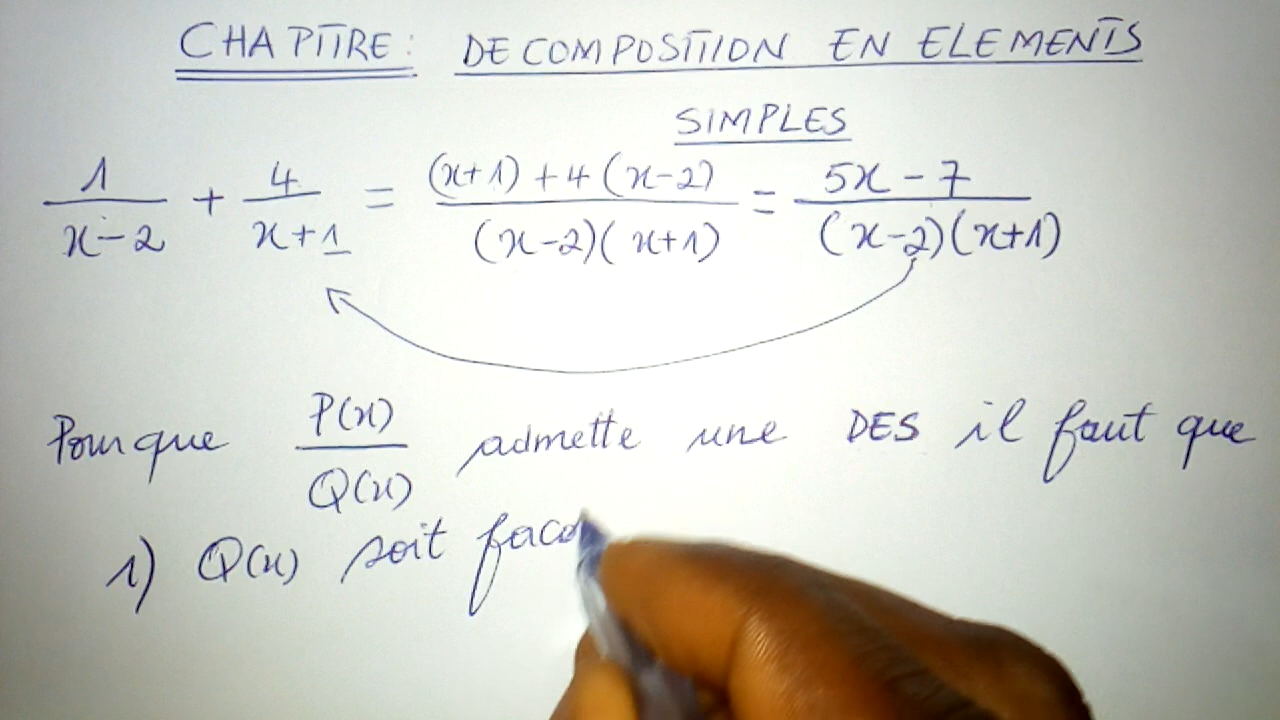 CHAPITRE: DECOMPOSITION EN ELEMENTS
SIMPLES
1/(x-2) + 4/(x+1) = ((x+1)+4(x-2))/((x-2)(x+1)) = (5x-7)/((x-2)(x+1))
Pour que P(x)/Q(x) admette une DES il faut que
1) Q(x) soit